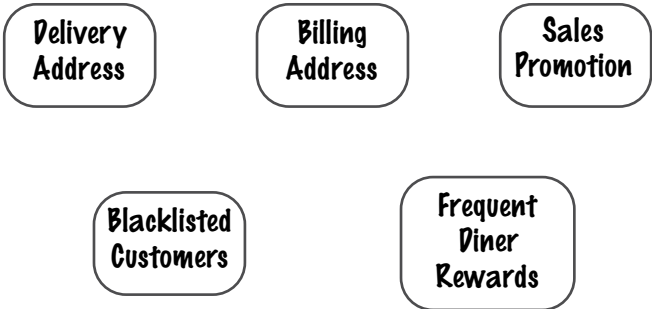 Delivery
Address
Billing
Address
Sales
Promotion
Blacklisted
Customers
Frequent
Diner
Rewards